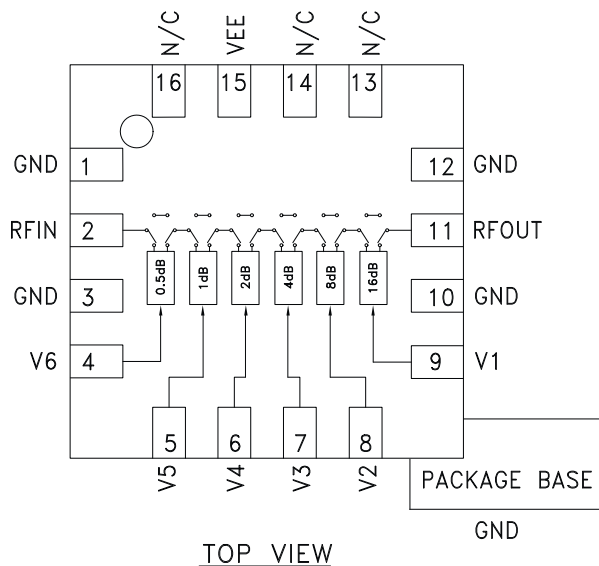 N/C
VEE
N/C
N/C
16
15
14
13
GND 1
12 GND
RFIN 2
11 RFOUT
0.5dB
1dB
2dB
4dB
8dB
16dB
GND 3
10 GND
V6 4
9 V1
5
6
7
8
V5
V4
V3
V2
PACKAGE BASE
GND
TOP VIEW